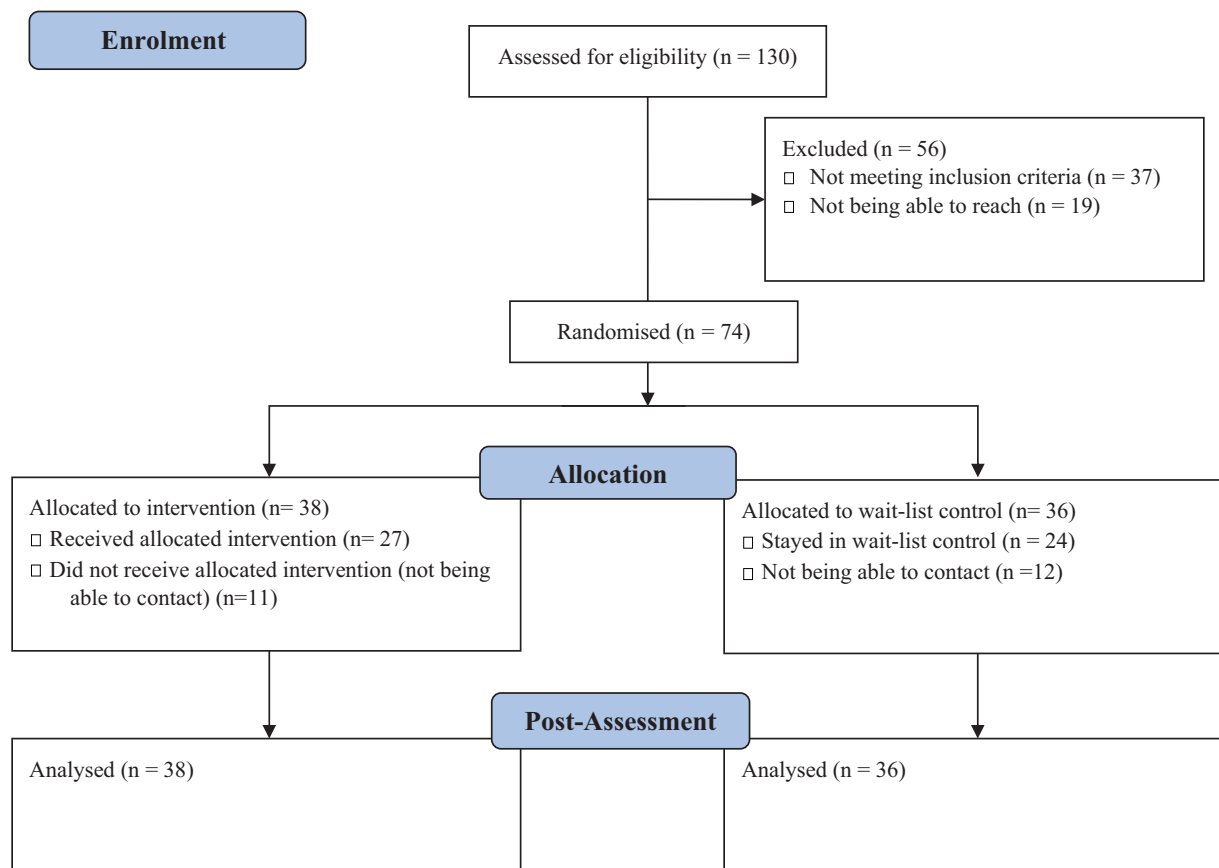 Enrolment
Assessed for eligibility (n = 130)
Excluded (n = 56)
□ Not meeting inclusion criteria (n = 37)
□ Not being able to reach (n = 19)
Randomised (n = 74)
Allocation
Allocated to intervention (n= 38)
□ Received allocated intervention (n= 27)
□ Did not receive allocated intervention (not being
able to contact) (n=11)
Allocated to wait-list control (n= 36)
□ Stayed in wait-list control (n = 24)
□ Not being able to contact (n =12)
Post-Assessment
Analysed (n = 38)
Analysed (n = 36)